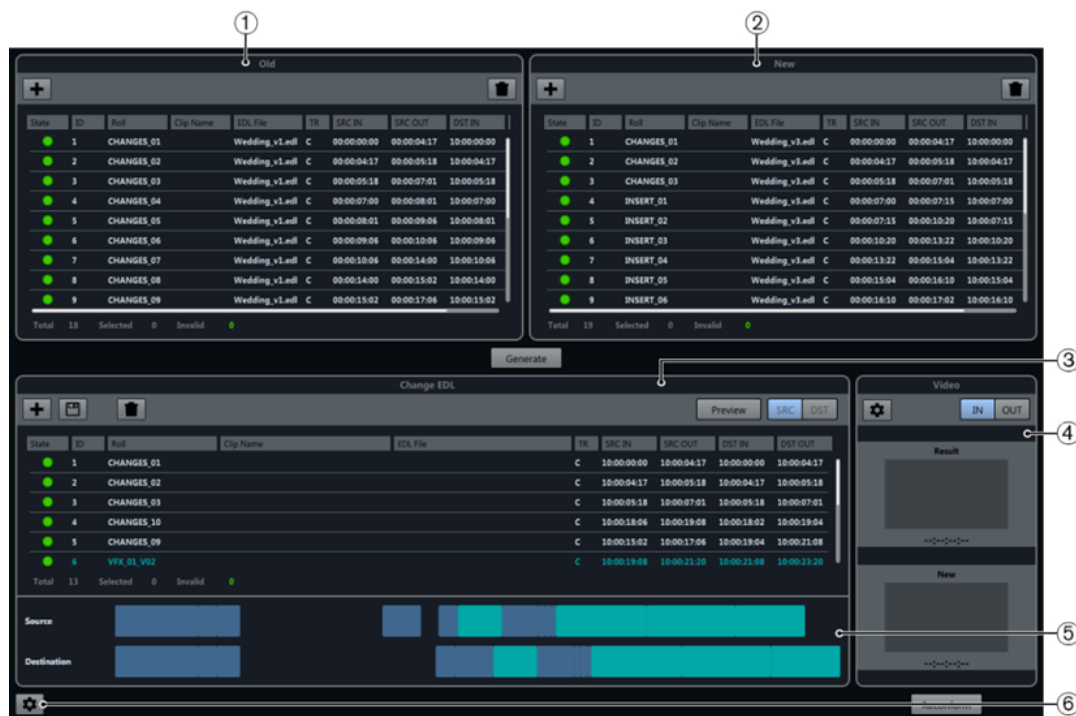 1 2
Old New
State ID Roll Clip Name EDL File TR SRC IN SRC OUT DST IN State ID Roll Clip Name EDL File TR SRC IN SRC OUT DST IN
1 CHANGES_01 Wedding_v1.edl C 00:00:00:00 00:00:04:17 10:00:00:00 1 CHANGES_01 Wedding_v3.edl C 00:00:00:00 00:00:04:17 10:00:00:00
2 CHANGES_02 Wedding_v1.edl C 00:00:04:17 00:00:05:18 10:00:04:17 2 CHANGES_02 Wedding_v3.edl C 00:00:04:17 00:00:05:18 10:00:04:17
3 CHANGES_03 Wedding_v1.edl C 00:00:05:18 00:00:07:01 10:00:05:18 3 CHANGES_03 Wedding_v3.edl C 00:00:05:18 00:00:07:01 10:00:05:18
4 CHANGES_04 Wedding_v1.edl C 00:00:07:00 00:00:08:01 10:00:07:00 4 INSERT_01 Wedding_v3.edl C 00:00:07:00 00:00:07:15 10:00:07:00
5 CHANGES_05 Wedding_v1.edl C 00:00:08:01 00:00:09:06 10:00:08:01 5 INSERT_02 Wedding_v3.edl C 00:00:07:15 00:00:10:20 10:00:07:15
6 CHANGES_06 Wedding_v1.edl C 00:00:09:06 00:00:10:06 10:00:09:06 6 INSERT_03 Wedding_v3.edl C 00:00:10:20 00:00:13:22 10:00:10:20
7 CHANGES_07 Wedding_v1.edl C 00:00:10:06 00:00:14:00 10:00:10:06 7 INSERT_04 Wedding_v3.edl C 00:00:13:22 00:00:15:04 10:00:13:22
8 CHANGES_08 Wedding_v1.edl C 00:00:14:00 00:00:15:02 10:00:14:00 8 INSERT_05 Wedding_v3.edl C 00:00:15:04 00:00:16:10 10:00:15:04
9 CHANGES_09 Wedding_v1.edl C 00:00:15:02 00:00:17:06 10:00:15:02 9 INSERT_06 Wedding_v3.edl C 00:00:16:10 00:00:17:02 10:00:16:10
Total 18 Selected 0 Invalid 0 Total 19 Selected 0 Invalid 0
Generate
3
Change EDL Video
Preview SRC DST IN OUT
4
State ID Roll Clip Name EDL File TR SRC IN SRC OUT DST IN DST OUT
Result
1 CHANGES_01 C 10:00:00:00 10:00:04:17 10:00:00:00 10:00:04:17
2 CHANGES_02 C 10:00:04:17 10:00:05:18 10:00:04:17 10:00:05:18
3 CHANGES_03 C 10:00:05:18 10:00:07:01 10:00:05:18 10:00:07:01
4 CHANGES_10 C 10:00:18:06 10:00:19:08 10:00:18:02 10:00:19:04
5 CHANGES_09 C 10:00:15:02 10:00:17:06 10:00:19:04 10:00:21:08
--:--:--:--
6 VFX_01_V02 C 10:00:19:08 10:00:21:20 10:00:21:08 10:00:23:20
Total 13 Selected 0 Invalid 0
New
Source
5
Destination
--:--:--:--
Reconform
6